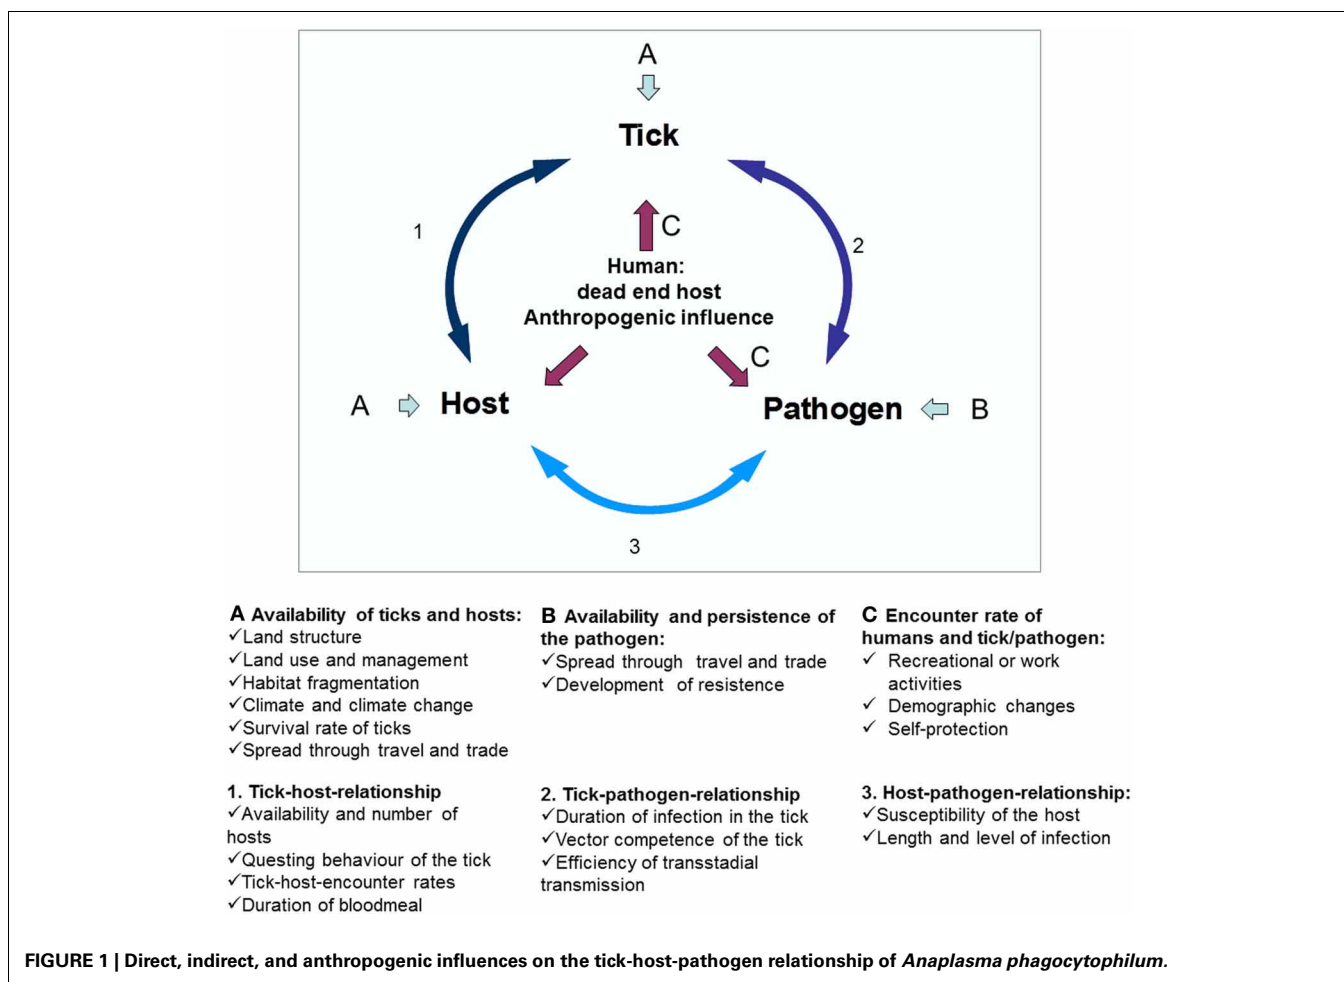 A
Tick
C
1
2
Human:
dead end host
Anthropogenic influence
C
A
Host
Pathogen
B
3
A Availability of ticks and hosts:
✓Land structure
✓Land use and management
✓Habitat fragmentation
✓Climate and climate change
✓Survival rate of ticks
✓Spread through travel and trade
B Availability and persistence of
the pathogen:
✓Spread through travel and trade
✓Development of resistence
C Encounter rate of
humans and tick/pathogen:
✓ Recreational or work
activities
✓ Demographic changes
✓ Self-protection
1. Tick-host-relationship
✓Availability and number of
hosts
✓Questing behaviour of the tick
✓Tick-host-encounter rates
✓Duration of bloodmeal
2. Tick-pathogen-relationship
✓Duration of infection in the tick
✓Vector competence of the tick
✓Efficiency of transstadial
transmission
3. Host-pathogen-relationship:
✓Susceptibility of the host
✓Length and level of infection
FIGURE 1 | Direct, indirect, and anthropogenic influences on the tick-host-pathogen relationship of Anaplasma phagocytophilum.